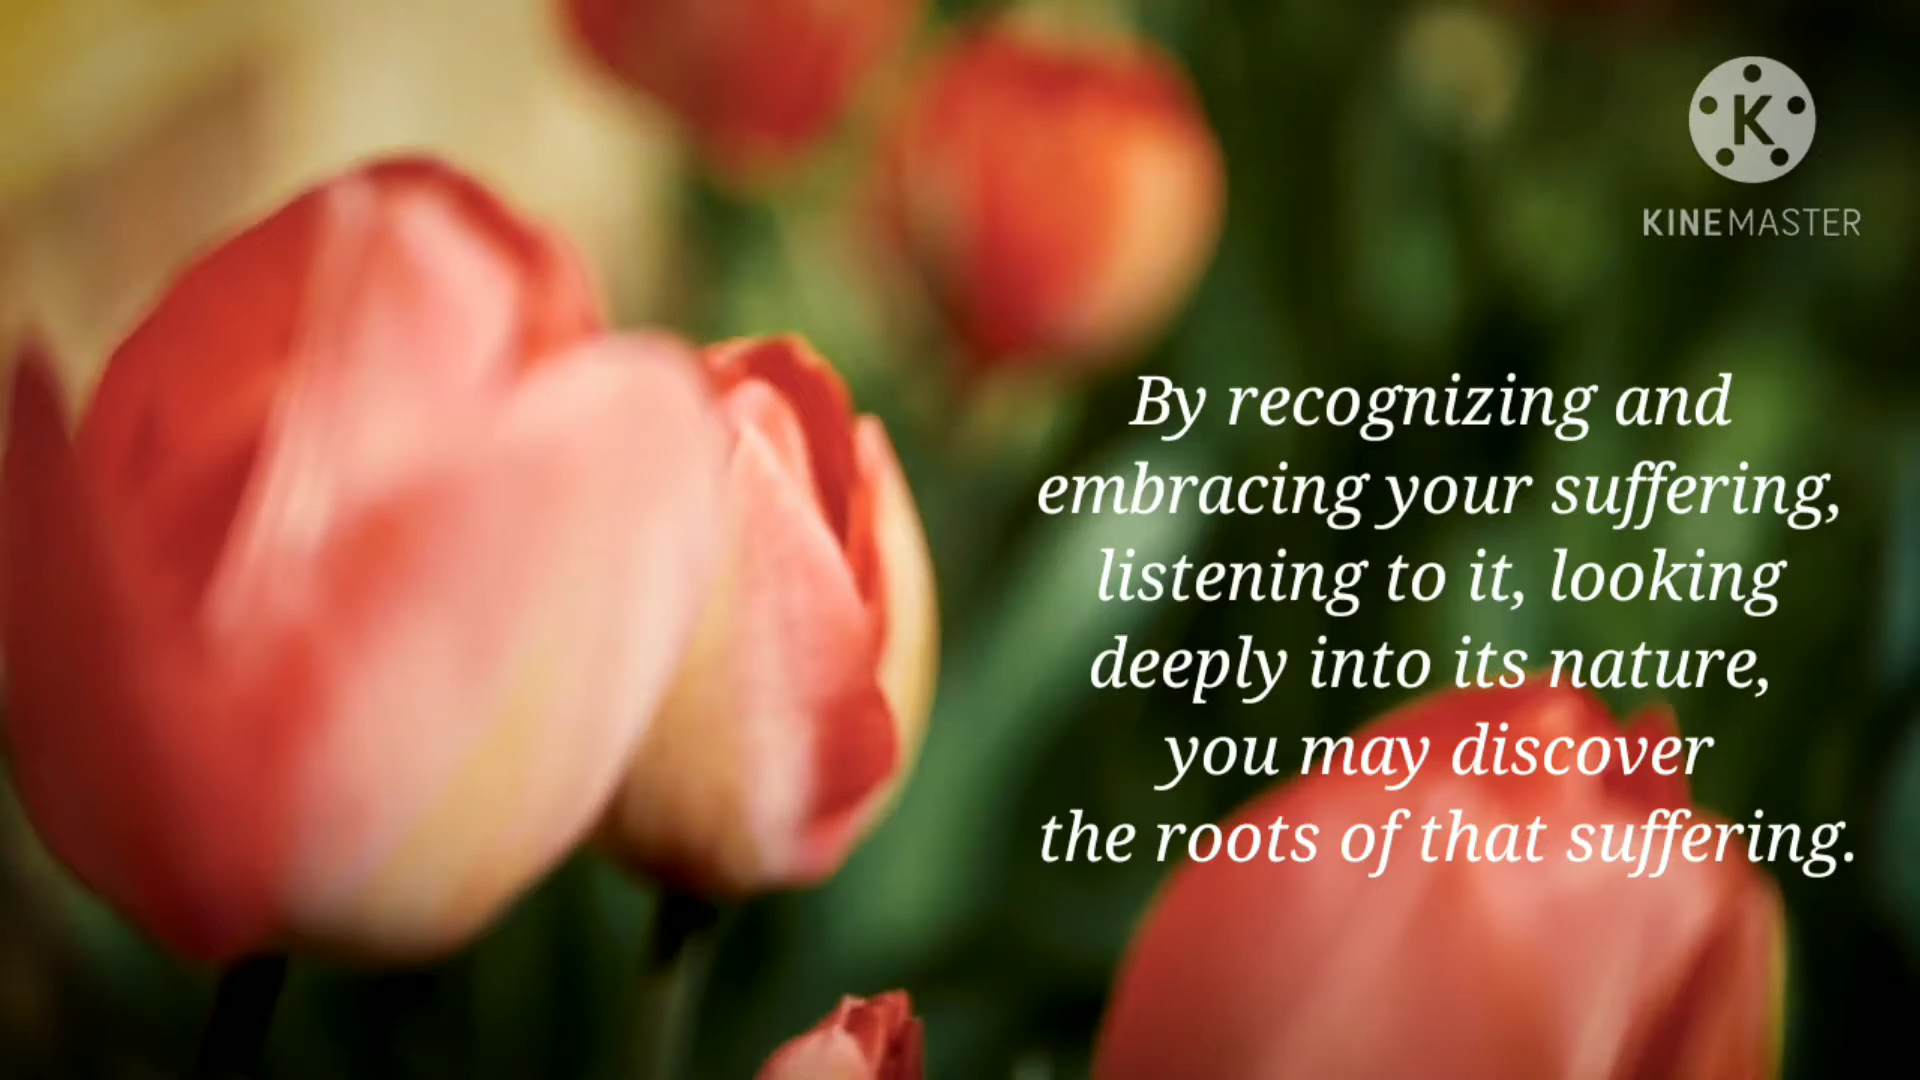 K
KINEMASTER
By recognizing and
embracing your suffering,
listening to it, looking
deeply into its nature,
you may discover
the roots of that suffering.